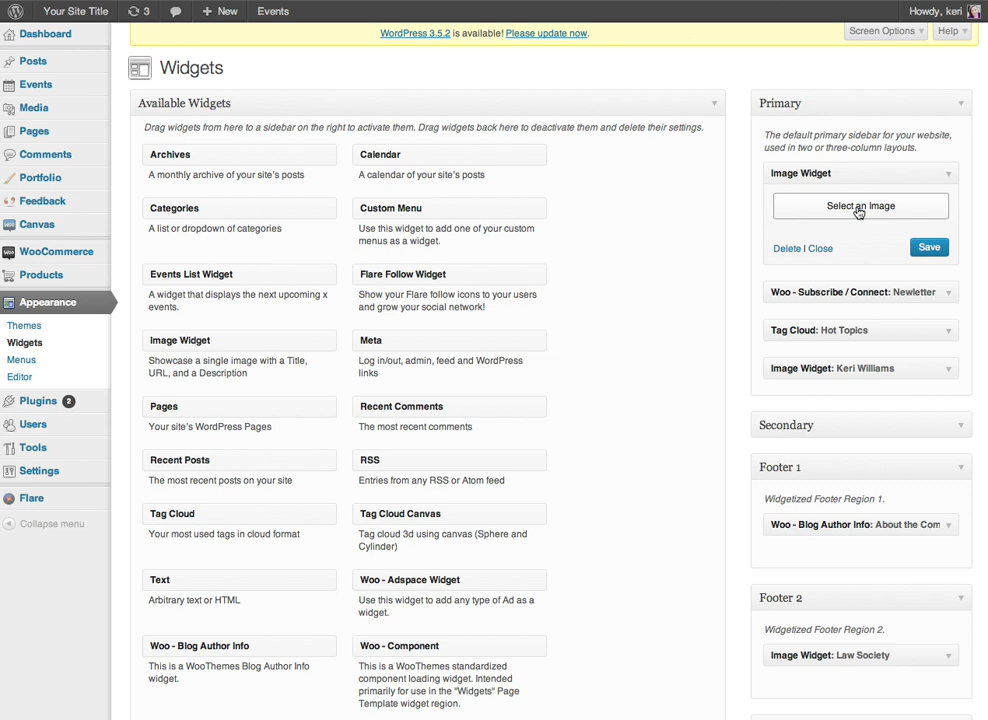 Your Site Title
3
New
Events
Howdy, keri
WordPress 3.5.2 is available! Please update now.
Screen Options
Help
Dashboard
Posts
Events
Media
Pages
Comments
Portfolio
Feedback
Canvas
WooCommerce
Products
Appearance
Themes
Widgets
Menus
Editor
Plugins 2
Users
Tools
Settings
Flare
Collapse menu
Widgets
Available Widgets
Drag widgets from here to a sidebar on the right to activate them. Drag widgets back here to deactivate them and delete their settings.
Archives
A monthly archive of your site's posts
Calendar
A calendar of your site's posts
Categories
A list or dropdown of categories
Custom Menu
Use this widget to add one of your custom
menus as a widget.
Events List Widget
A widget that displays the next upcoming x
events.
Flare Follow Widget
Show your Flare follow icons to your users
and grow your social network!
Image Widget
Showcase a single image with a Title,
URL, and a Description
Meta
Log in/out, admin, feed and WordPress
links
Pages
Your site's WordPress Pages
Recent Comments
The most recent comments
Recent Posts
The most recent posts on your site
RSS
Entries from any RSS or Atom feed
Tag Cloud
Your most used tags in cloud format
Tag Cloud Canvas
Tag cloud 3d using canvas (Sphere and
Cylinder)
Text
Arbitrary text or HTML
Woo - Adspace Widget
Use this widget to add any type of Ad as a
widget.
Woo - Blog Author Info
This is a WooThemes Blog Author Info
widget.
Woo - Component
This is a WooThemes standardized
component loading widget. Intended
primarily for use in the "Widgets" Page
Template widget region.
Primary
The default primary sidebar for your website,
used in two or three-column layouts.
Image Widget
Select an Image
Delete | Close
Save
Woo - Subscribe / Connect: Newletter
Tag Cloud: Hot Topics
Image Widget: Keri Williams
Secondary
Footer 1
Widgetized Footer Region 1.
Woo - Blog Author Info: About the Com
Footer 2
Widgetized Footer Region 2.
Image Widget: Law Society